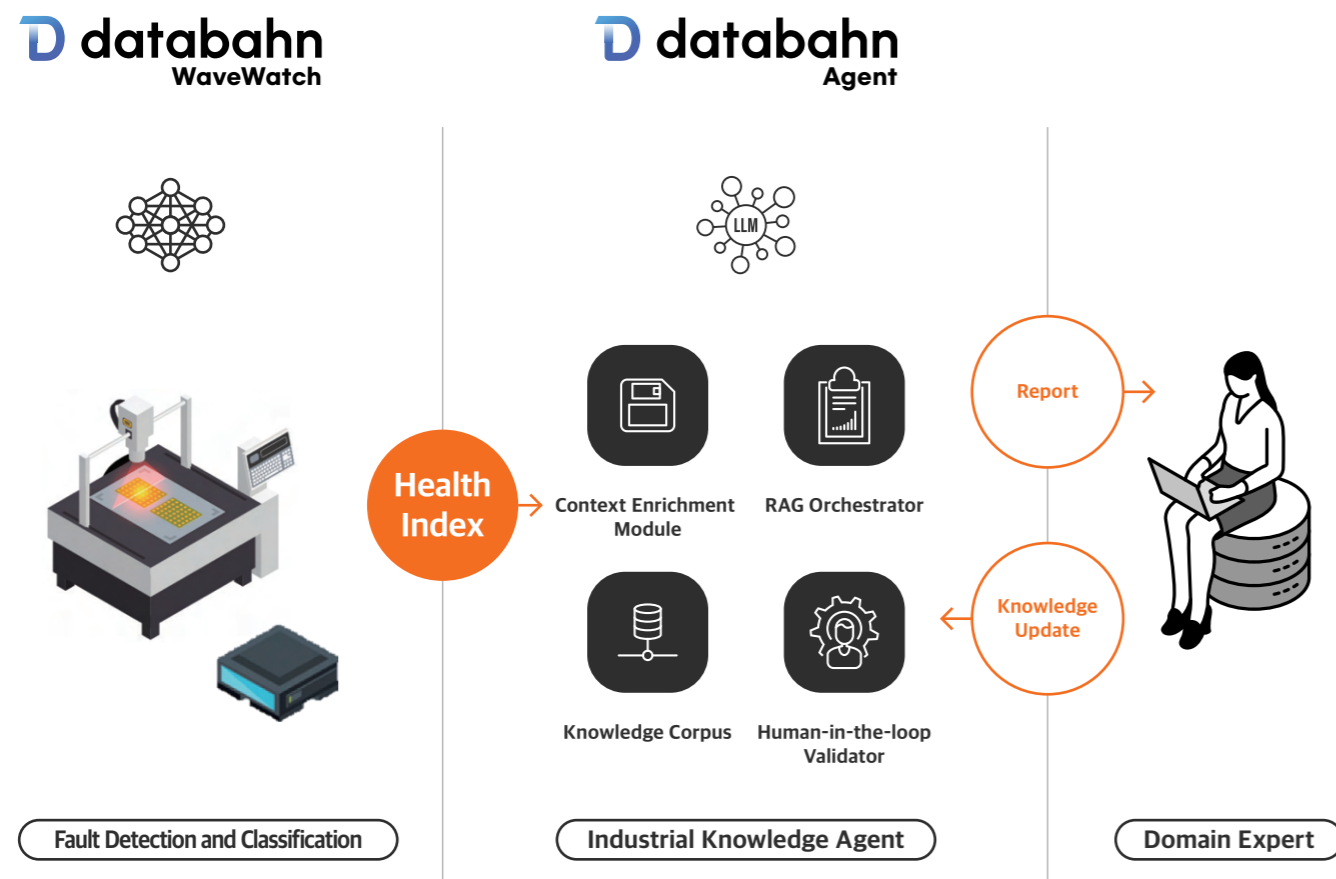 databahn
WaveWatch
databahn
Agent
LLM
Health
Index
Context Enrichment
Module
RAG Orchestrator
Report
Knowledge
Update
Knowledge Corpus
Human-in-the-loop
Validator
Fault Detection and Classification
Industrial Knowledge Agent
Domain Expert